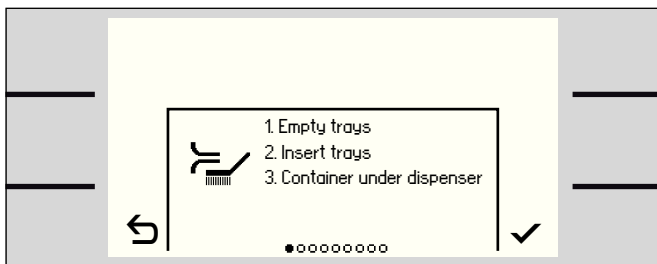 1. Empty trays
2. Insert trays
3. Container under dispenser